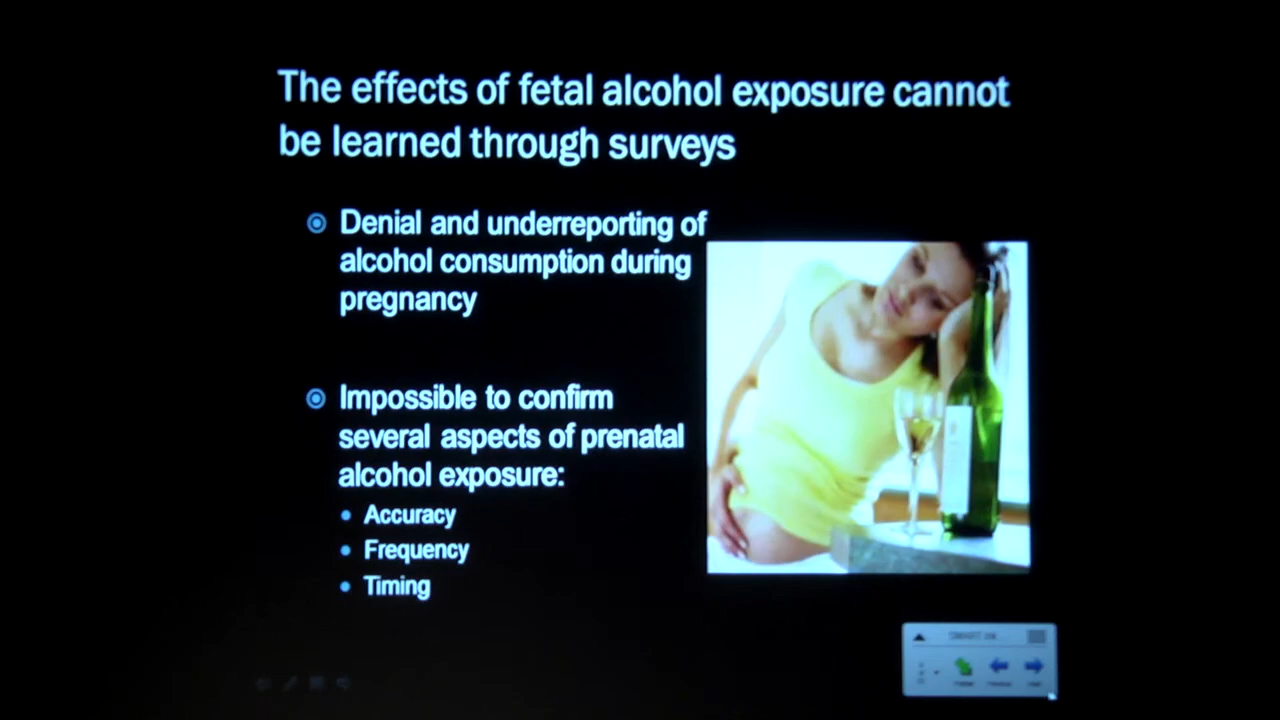 The effects of fetal alcohol exposure cannot
be learned through surveys
Denial and underreporting of
alcohol consumption during
pregnancy
Impossible to confirm
several aspects of prenatal
alcohol exposure:
Accuracy
Frequency
Timing